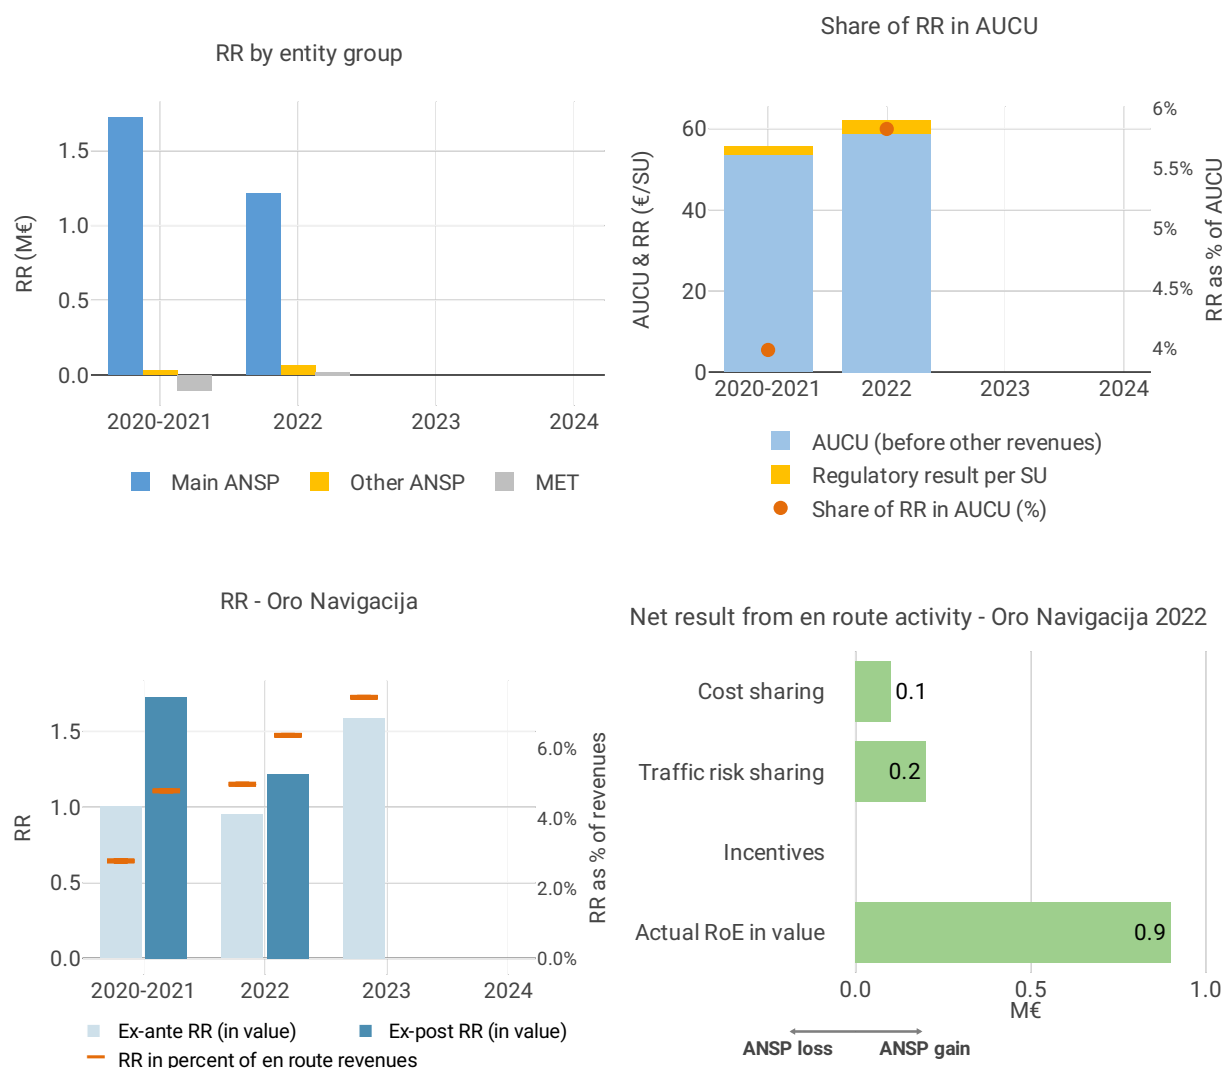 RR by entity group
RR (M€)
1.5
1.0
0.5
0.0
2020-2021 2022 2023 2024
Main ANSP Other ANSP MET
Share of RR in AUCU
AUCU & RR (€/SU)
60
40
20
0
6%
5.5%
5%
4.5%
4%
RR as % of AUCU
2020-2021 2022 2023 2024
AUCU (before other revenues)
Regulatory result per SU
Share of RR in AUCU (%)
RR - Oro Navigacija
RR
1.5
1.0
0.5
0.0
6.0%
4.0%
2.0%
0.0%
RR as % of revenues
2020-2021 2022 2023 2024
Ex-ante RR (in value) Ex-post RR (in value)
RR in percent of en route revenues
Net result from en route activity - Oro Navigacija 2022
Cost sharing 0.1
Traffic risk sharing 0.2
Incentives
Actual RoE in value 0.9
0.0 0.5 1.0
M€
ANSP loss ANSP gain